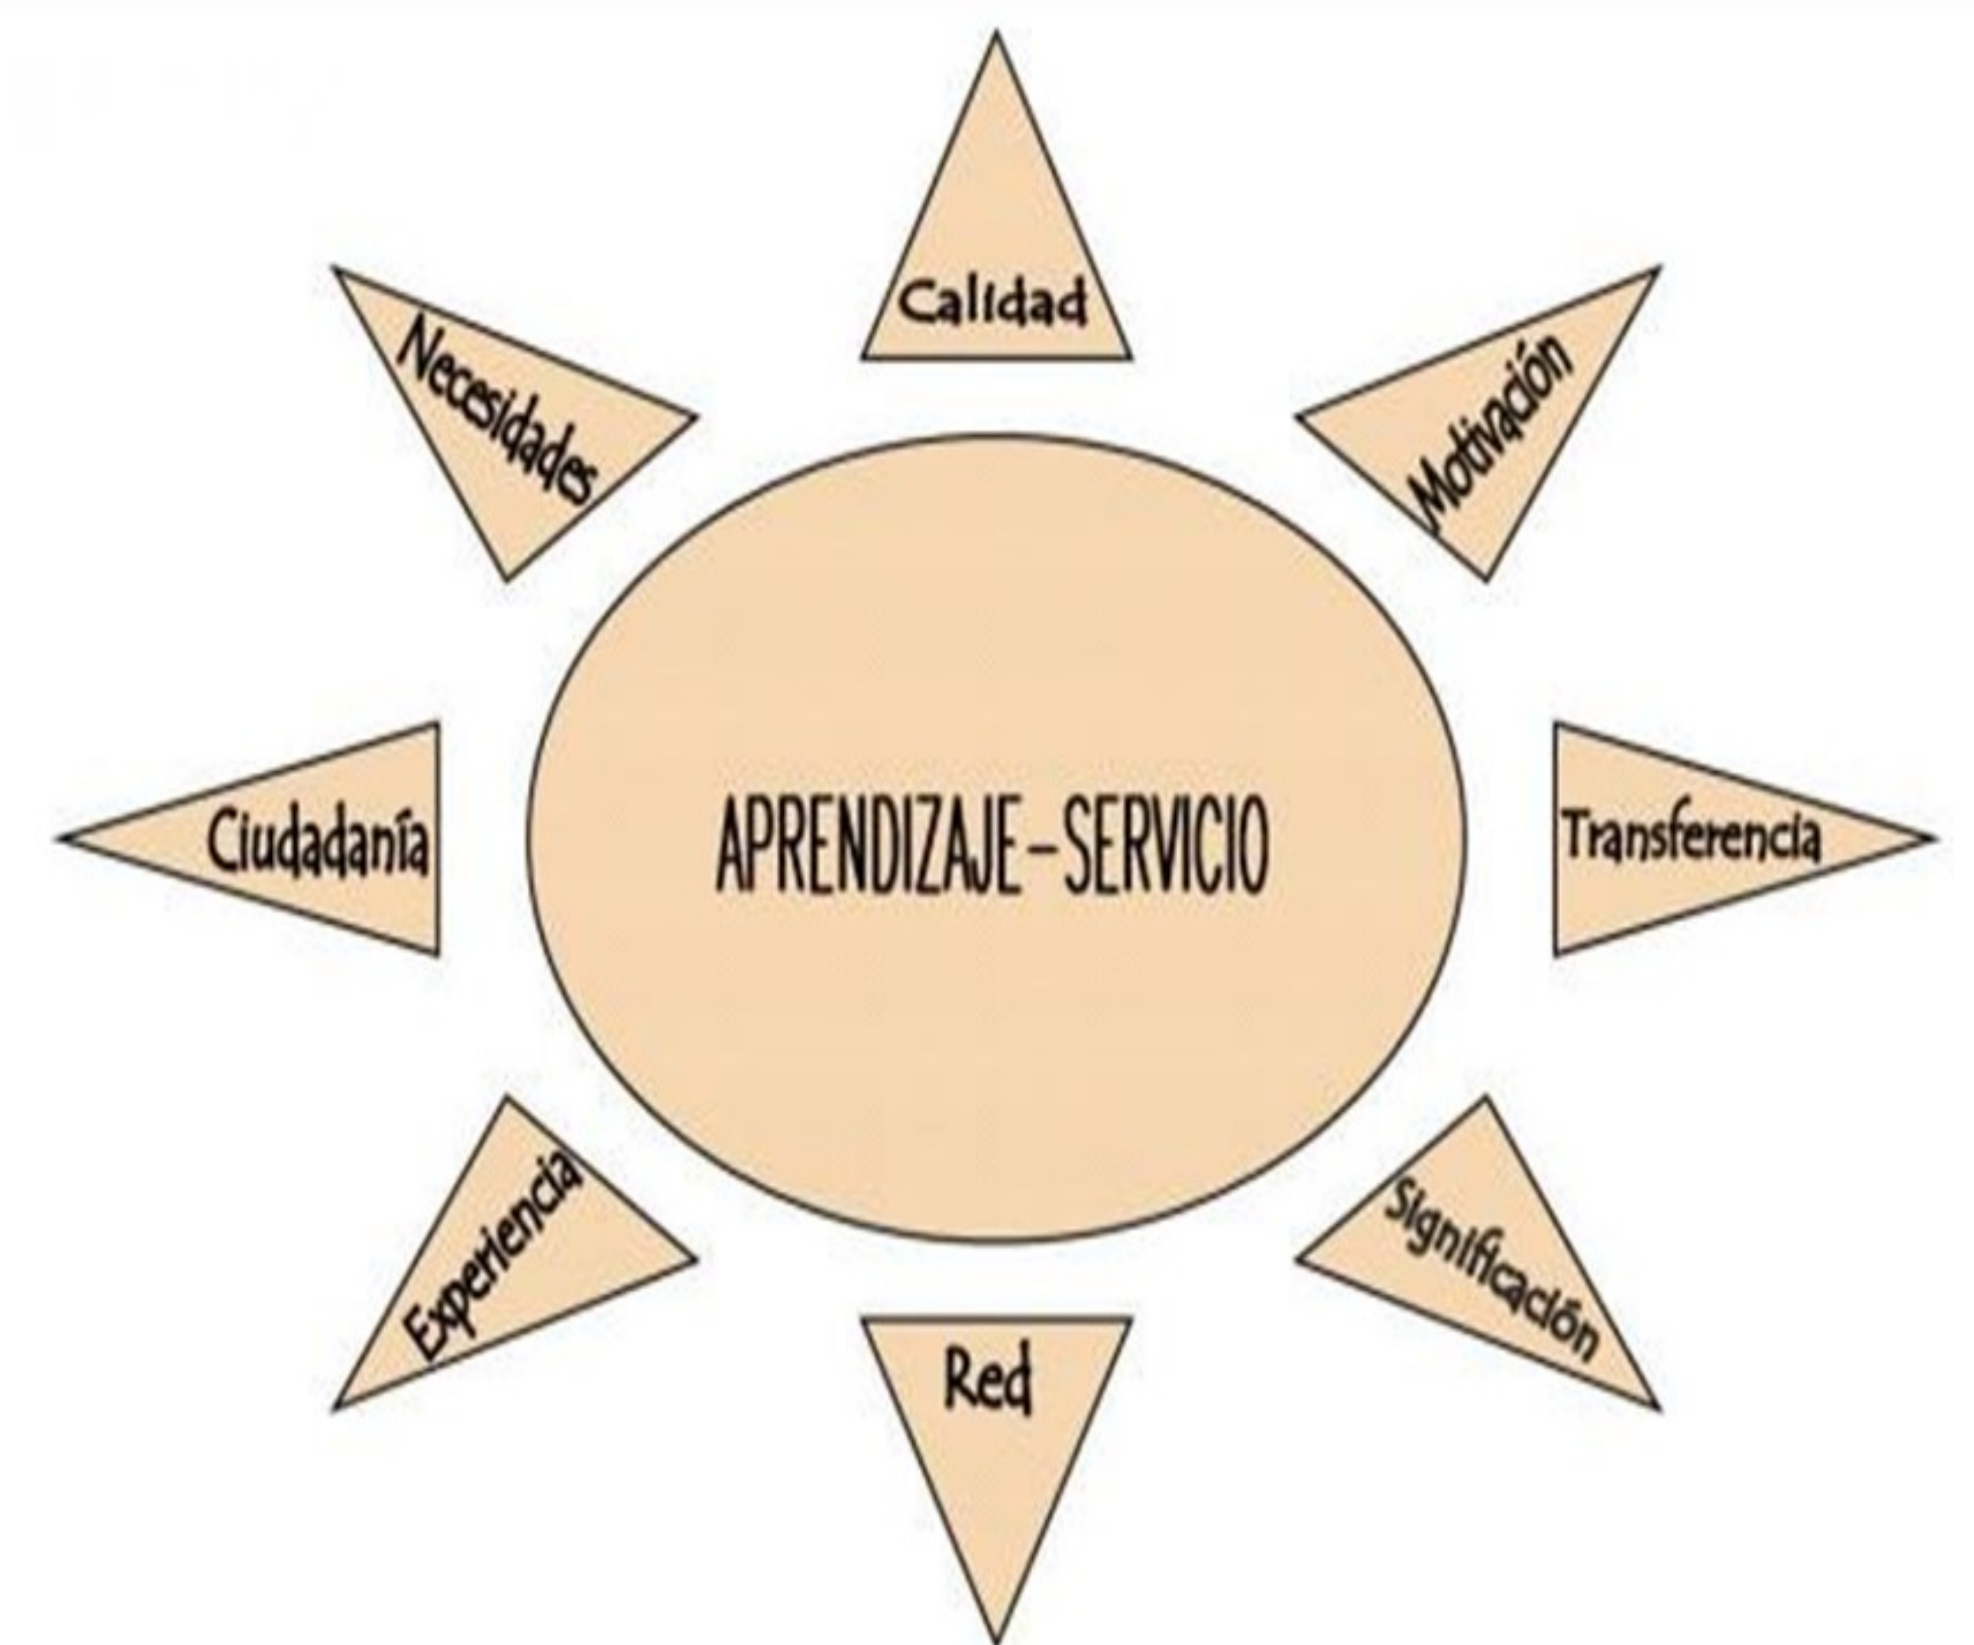 Calidad
Necesidades
Motivación
Ciudadanía
APRENDIZAJE-SERVICIO
Transferencia
Experiencia
Significación
Red